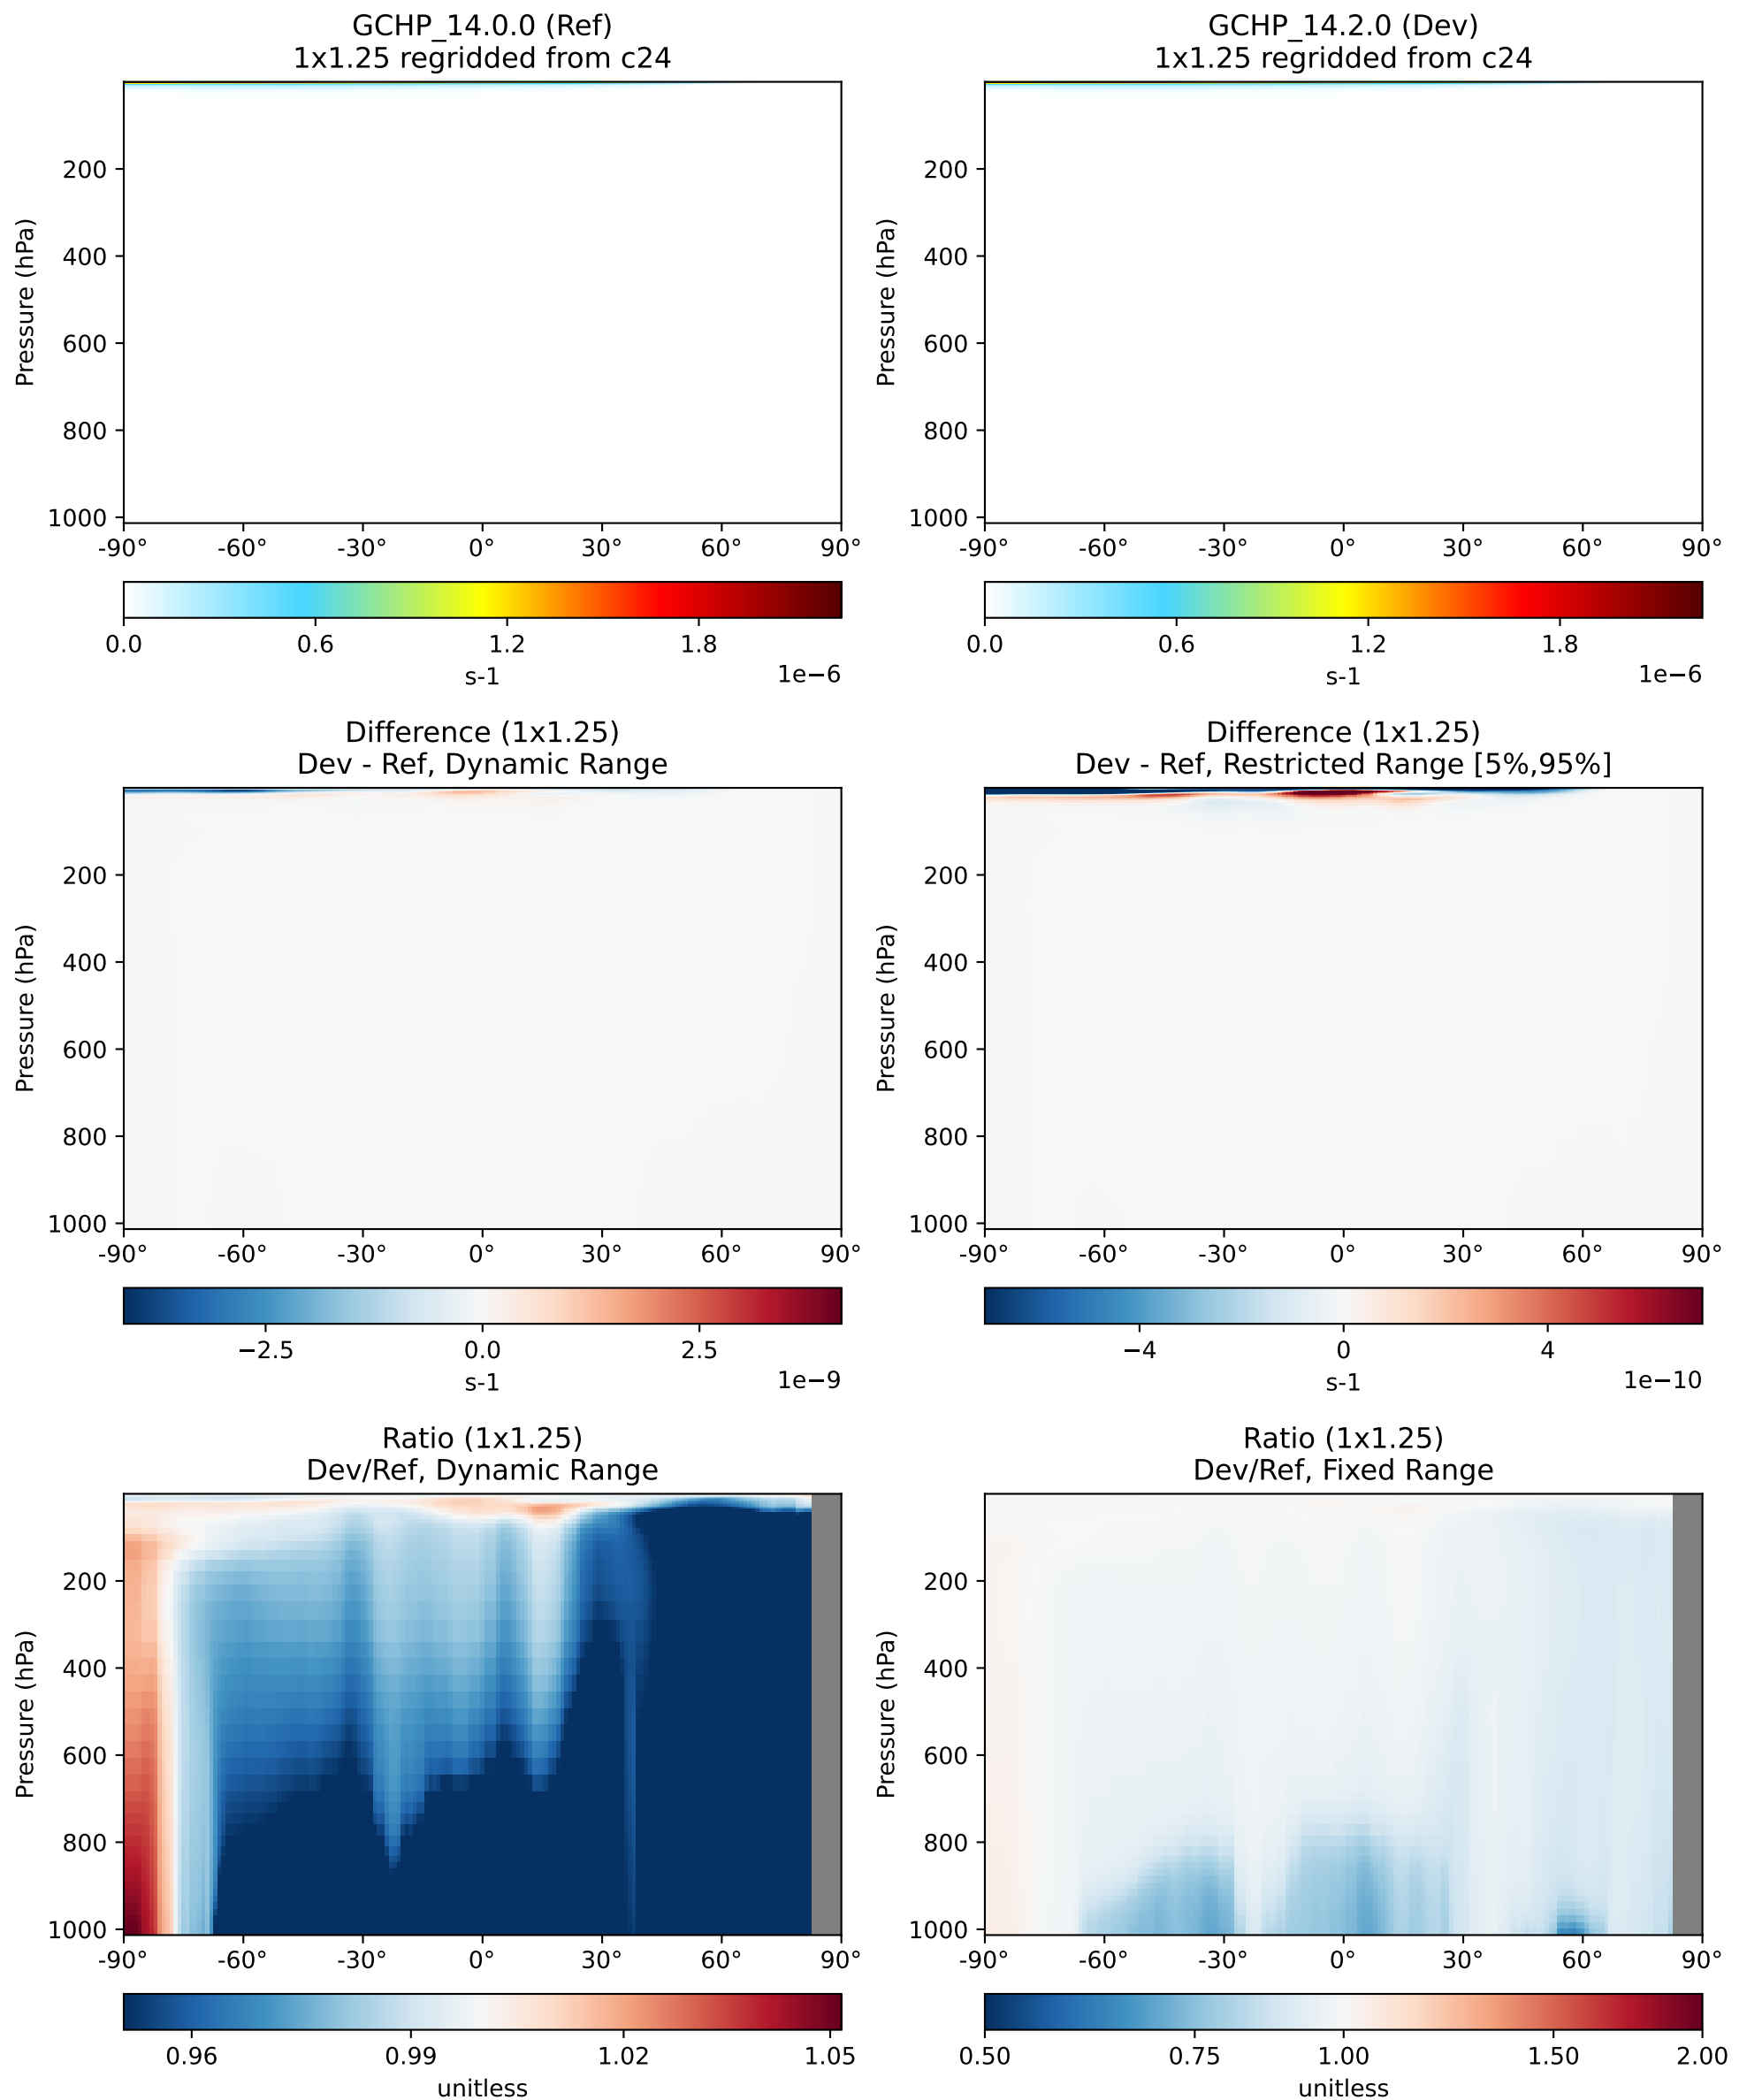 GCHP_14.0.0 (Ref)
1x1.25 regridded from c24
Pressure (hPa)
200
400
600
800
1000
-90° -60° -30° 0° 30° 60° 90°
0.0 0.6 1.2 1.8
1e−6
s-1
GCHP_14.2.0 (Dev)
1x1.25 regridded from c24
Pressure (hPa)
200
400
600
800
1000
-90° -60° -30° 0° 30° 60° 90°
0.0 0.6 1.2 1.8
1e−6
s-1
Difference (1x1.25)
Dev - Ref, Dynamic Range
Pressure (hPa)
200
400
600
800
1000
-90° -60° -30° 0° 30° 60° 90°
−2.5 0.0 2.5
1e−9
s-1
Difference (1x1.25)
Dev - Ref, Restricted Range [5%,95%]
Pressure (hPa)
200
400
600
800
1000
-90° -60° -30° 0° 30° 60° 90°
−4 0 4
1e−10
s-1
Ratio (1x1.25)
Dev/Ref, Dynamic Range
Pressure (hPa)
200
400
600
800
1000
-90° -60° -30° 0° 30° 60° 90°
0.96 0.99 1.02 1.05
unitless
Ratio (1x1.25)
Dev/Ref, Fixed Range
Pressure (hPa)
200
400
600
800
1000
-90° -60° -30° 0° 30° 60° 90°
0.50 0.75 1.00 1.50 2.00
unitless